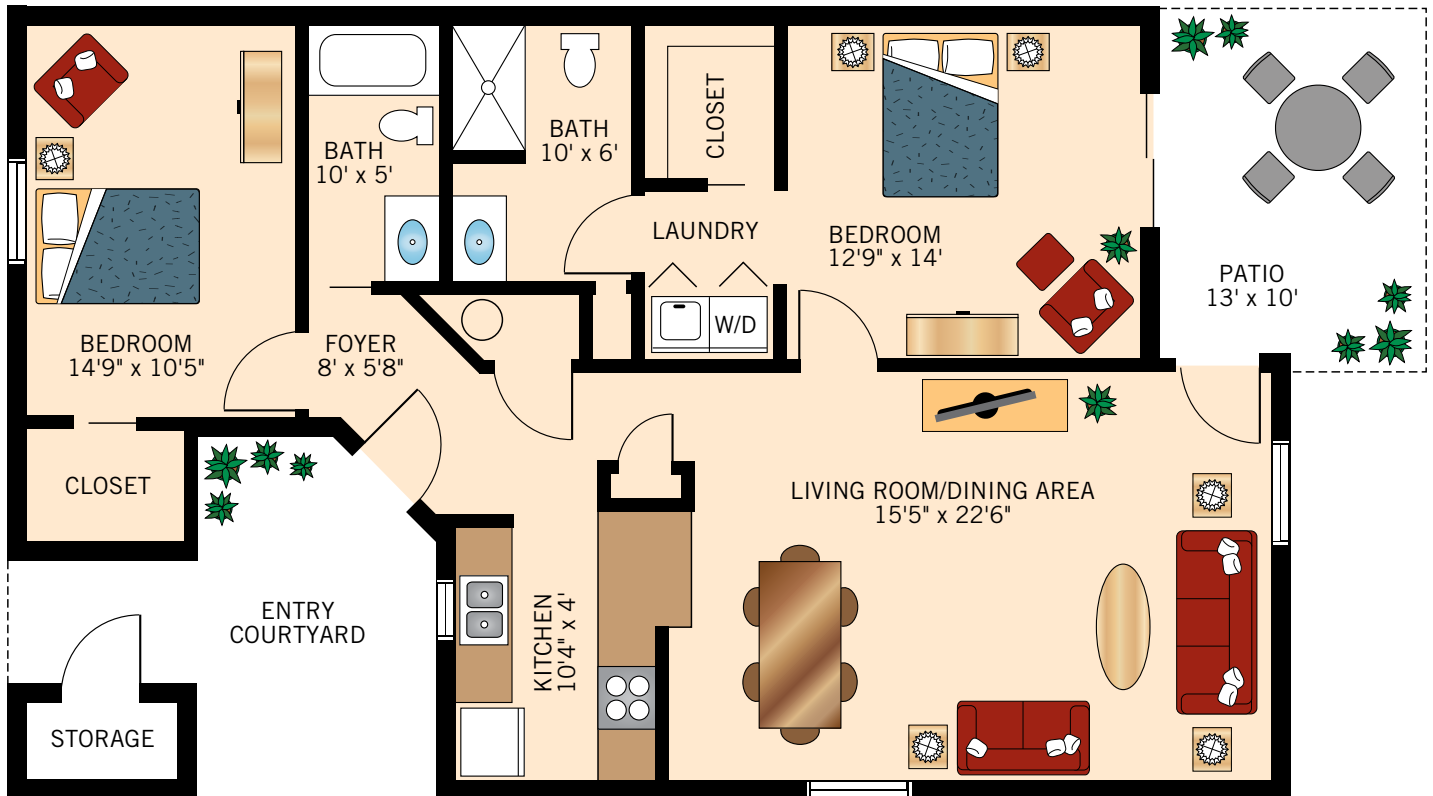 BATH
10' x 5'
BATH
10' x 6'
CLOSET
LAUNDRY
W/D
BEDROOM
12'9" x 14'
PATIO
13' x 10'
BEDROOM
14'9" x 10'5"
FOYER
8' x 5'8"
CLOSET
LIVING ROOM/DINING AREA
15'5" x 22'6"
ENTRY
COURTYARD
KITCHEN
10'4" x 4'
STORAGE